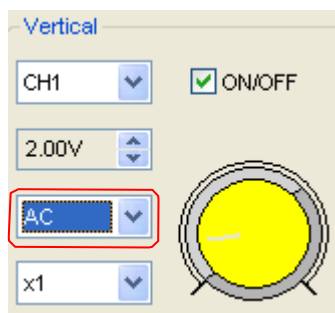 Vertical
CH1
ON/OFF
2.00V
AC
x1